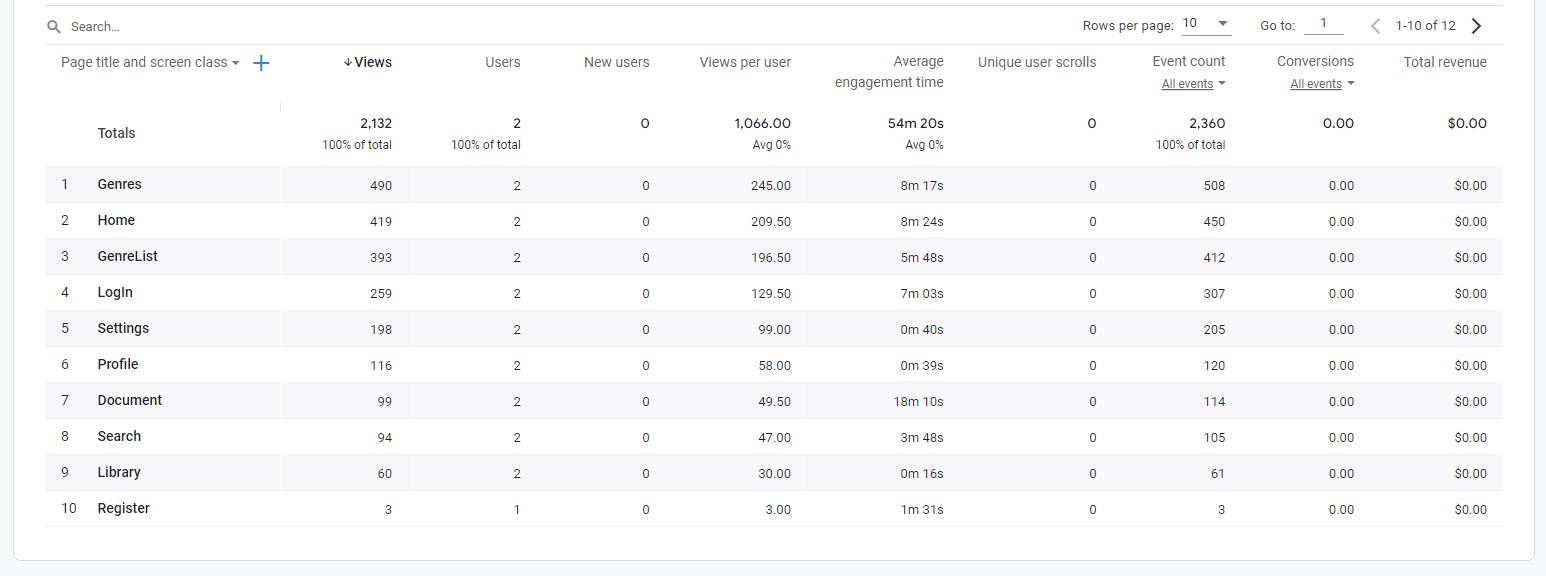 Search...
Rows per page: 10 Go to: 1 1-10 of 12
Page title and screen class Views Users New users Views per user Average engagement time Unique user scrolls Event count All events Conversions All events Total revenue
Totals 2,132 2 0 1,066.00 54m 20s 0 2,360 0.00 $0.00
100% of total 100% of total Avg 0% Avg 0% 100% of total
1 Genres 490 2 0 245.00 8m 17s 0 508 0.00 $0.00
2 Home 419 2 0 209.50 8m 24s 0 450 0.00 $0.00
3 GenreList 393 2 0 196.50 5m 48s 0 412 0.00 $0.00
4 LogIn 259 2 0 129.50 7m 03s 0 307 0.00 $0.00
5 Settings 198 2 0 99.00 0m 40s 0 205 0.00 $0.00
6 Profile 116 2 0 58.00 0m 39s 0 120 0.00 $0.00
7 Document 99 2 0 49.50 18m 10s 0 114 0.00 $0.00
8 Search 94 2 0 47.00 3m 48s 0 105 0.00 $0.00
9 Library 60 2 0 30.00 0m 16s 0 61 0.00 $0.00
10 Register 3 1 0 3.00 1m 31s 0 3 0.00 $0.00